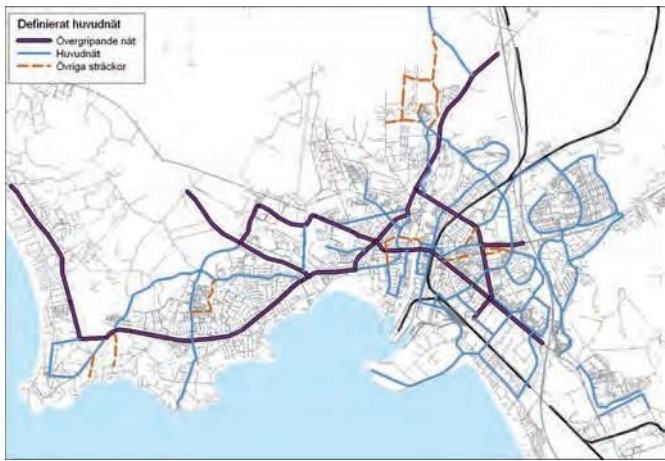 Definierat huvudnät
Övergripande nät
Huvudnät
Övriga sträckor